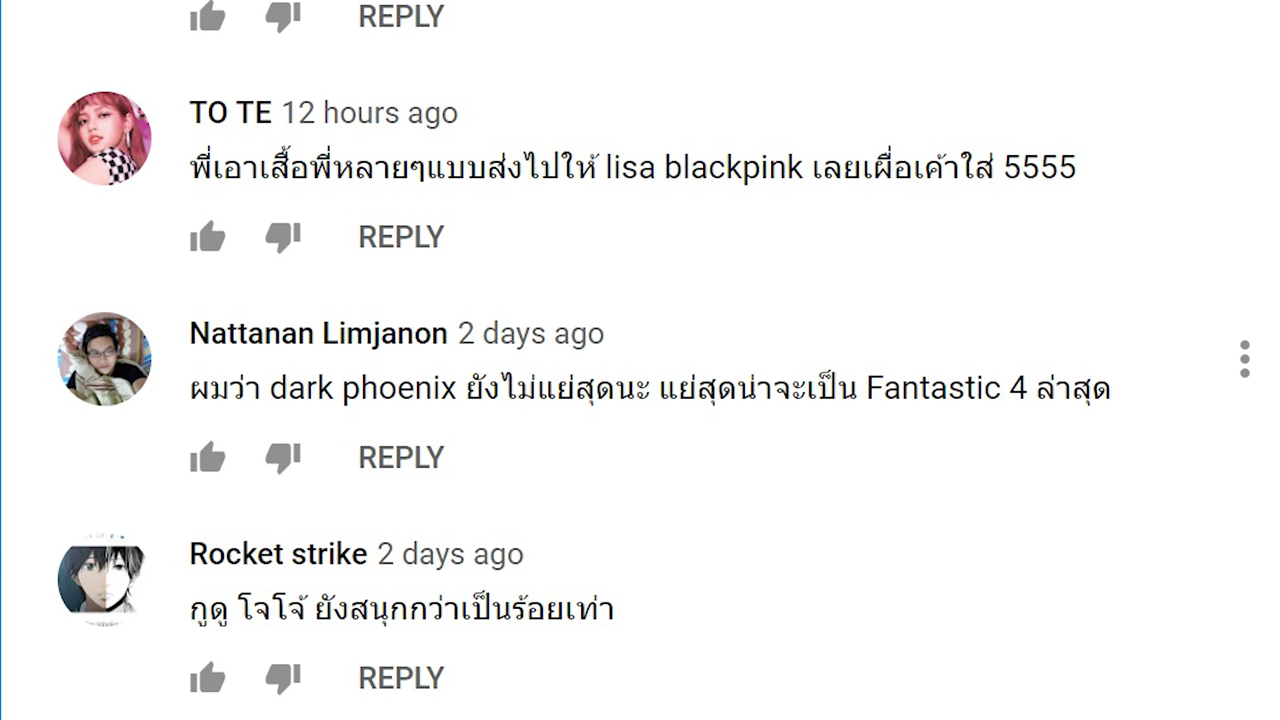 REPLY
TO TE 12 hours ago
พี่เอาเสื้อพี่หลายๆแบบส่งไปให้ lisa blackpink เลยเผื่อเค้าใส่ 5555
REPLY
Nattanan Limjanon 2 days ago
ผมว่า dark phoenix ยังไม่แย่สุดนะ แย่สุดน่าจะเป็น Fantastic 4 ล่าสุด
REPLY
Rocket strike 2 days ago
กูดู โจโจ้ ยังสนุกกว่าเป็นร้อยเท่า
REPLY